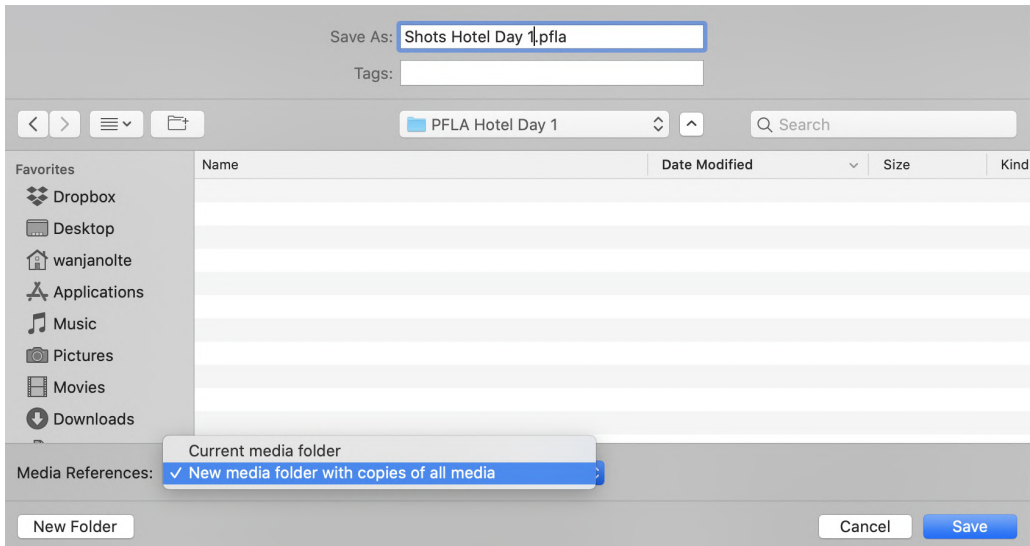 Save As: Shots Hotel Day 1.pfla
Tags:
PFLA Hotel Day 1
Search
Favorites
Name Date Modified Size Kind
Dropbox
Desktop
wanjanolte
Applications
Music
Pictures
Movies
Downloads
Current media folder
Media References: ✓ New media folder with copies of all media
New Folder Cancel Save